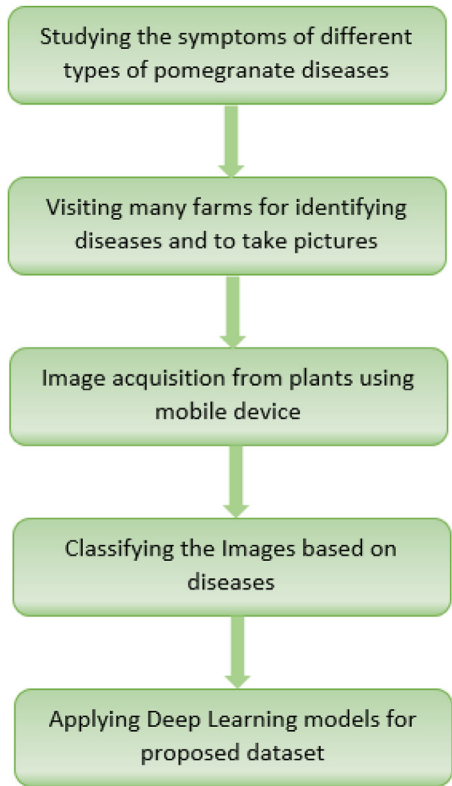 Studying the symptoms of different
types of pomegranate diseases
Visiting many farms for identifying
diseases and to take pictures
Image acquisition from plants using
mobile device
Classifying the Images based on
diseases
Applying Deep Learning models for
proposed dataset